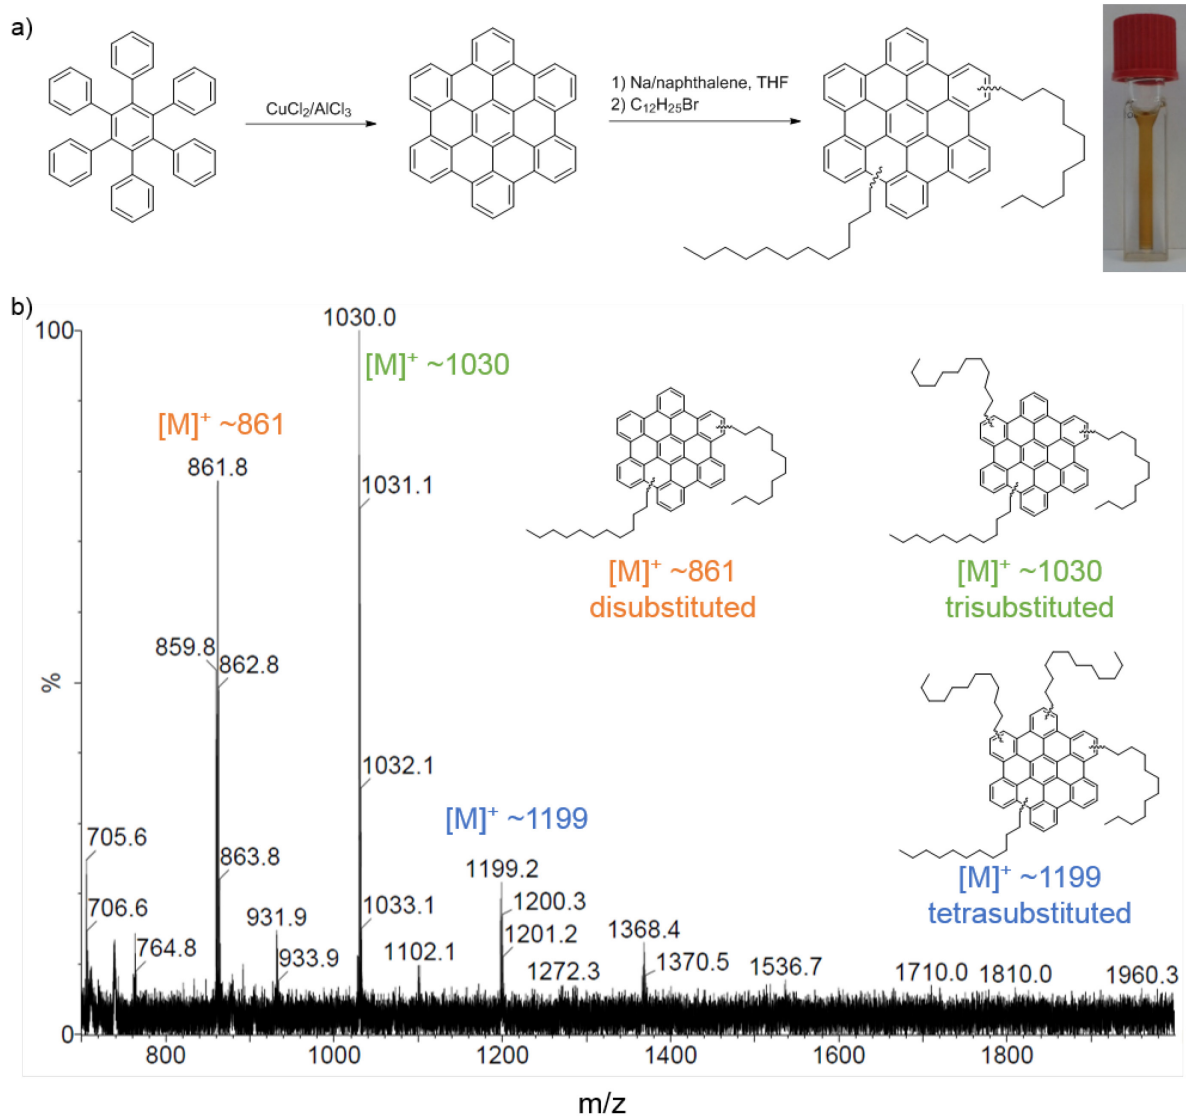 a)
CuCl2/AlCl3
1) Na/naphthalene, THF
2) C12H25Br
b)
100
%
0
1030.0
[M]+ ~1030
[M]+ ~861
861.8
1031.1
859.8
862.8
1032.1
[M]+ ~1199
705.6
863.8
1199.2
706.6
931.9
1033.1
1200.3
764.8
933.9
1102.1
1201.2
1368.4
1272.3
1370.5
1536.7
1710.0
1810.0
1960.3
[M]+ ~861
disubstituted
[M]+ ~1030
trisubstituted
[M]+ ~1199
tetrasubstituted
800
1000
1200
1400
1600
1800
m/z